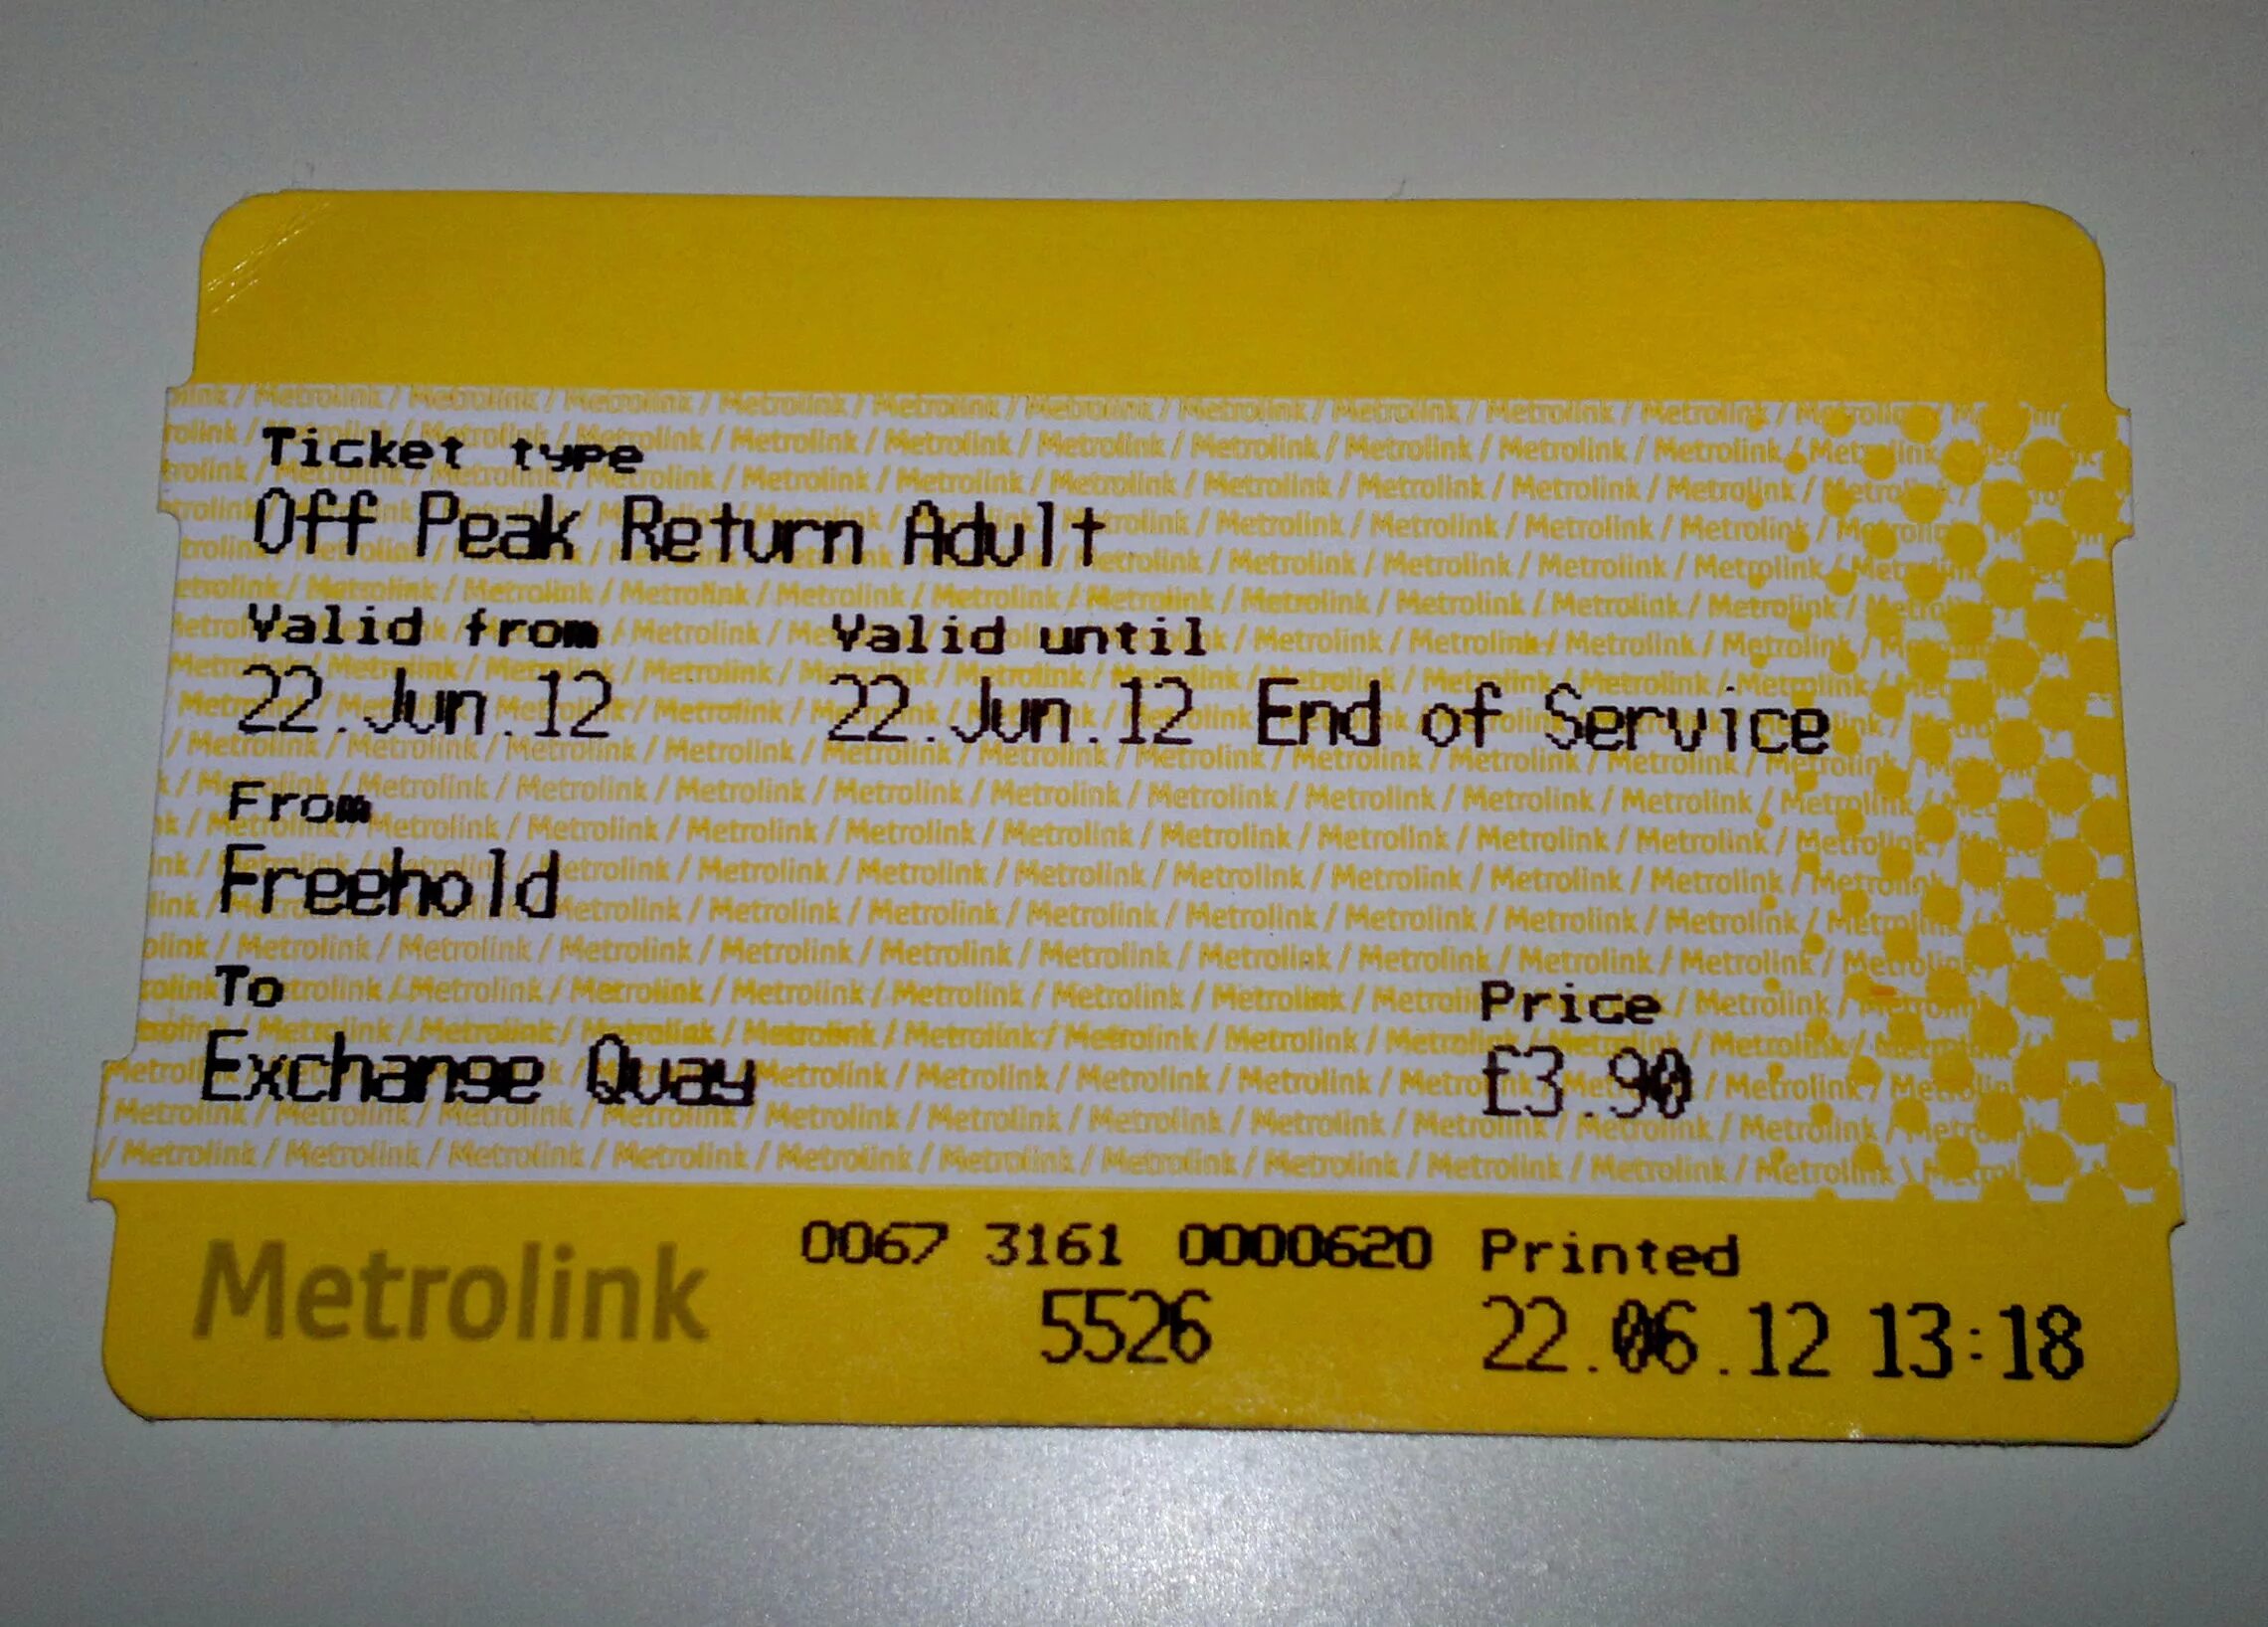 Ticket type
Off Peak Return Adult
Valid from Valid until
22.Jun.12 22.Jun.12 End of Service
From
Freehold
To
Exchange Quay
Price
£3.90
Metrolink
0067 3161 0000620 Printed
5526 22.06.12 13:18